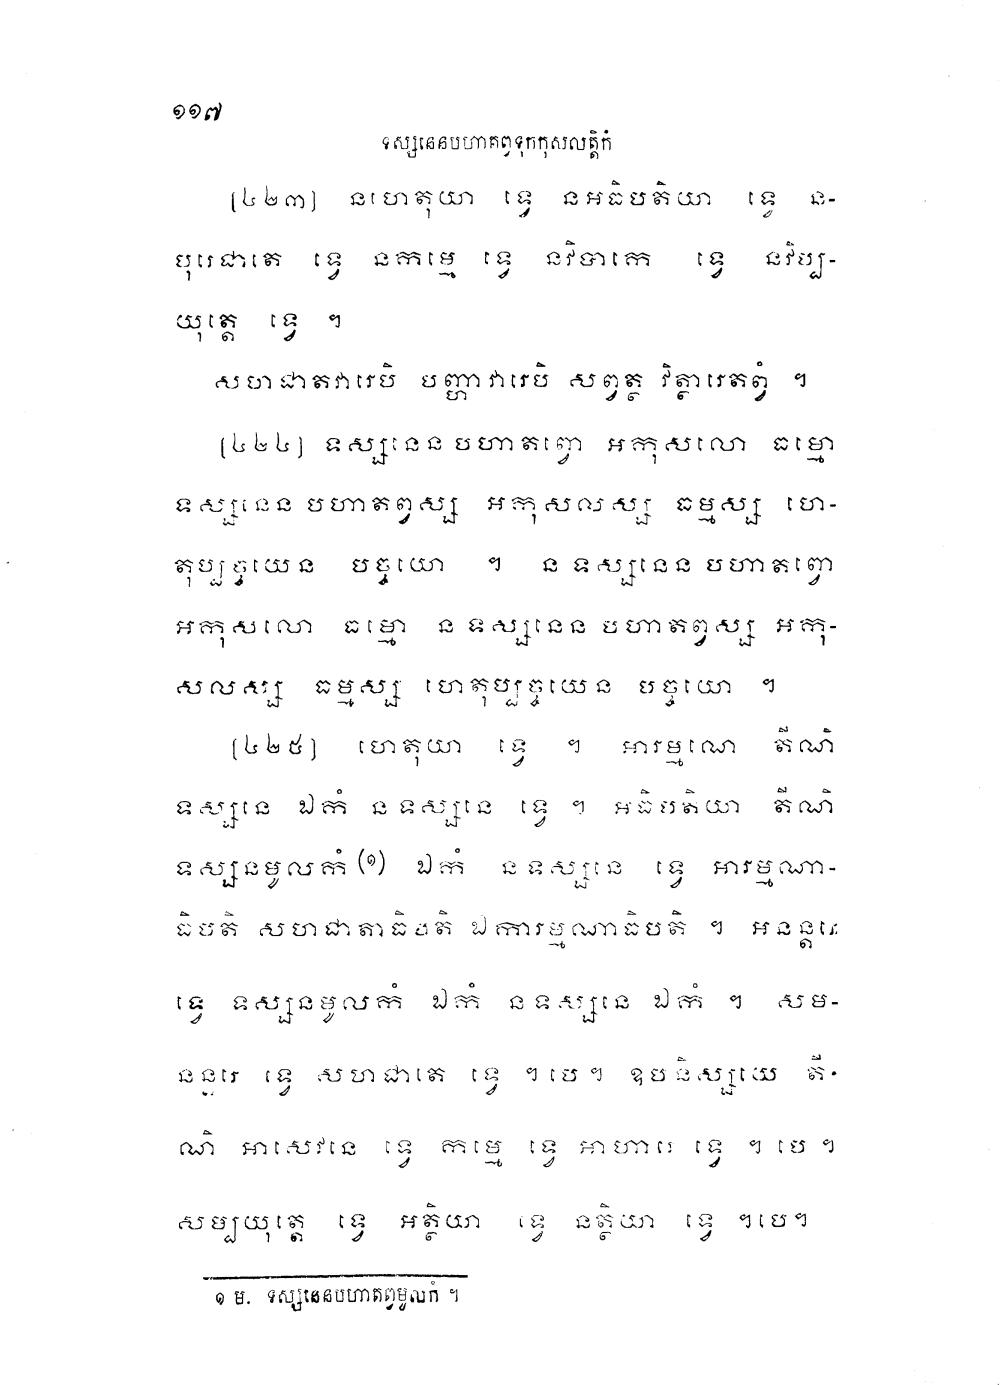 ១១៧
ទស្សនេនបហាតព្វទុកកុសលត្តិកំ
[៤២៣] នហេតុយា ទ្វេ នអធិបតិយា ទ្វេ ន-
បុរេជាតេ ទ្វេ នកម្មេ ទ្វេ នវិបាកេ ទ្វេ នវិប្ប-
យុត្តេ ទ្វេ ។
សហជាតវារេបិ បញ្ហាវារេបិ សព្វត្ថ វិត្ថារេតព្វំ ។
[៤២៤] ទស្សនេនបហាតព្វោ អកុសលោ ធម្មោ
ទស្សនេនបហាតព្វស្ស អកុសលស្ស ធម្មស្ស ហេ-
តុប្បច្ចយេន បច្ចយោ ។ នទស្សនេនបហាតព្វោ
អកុសលោ ធម្មោ នទស្សនេនបហាតព្វស្ស អកុ-
សលស្ស ធម្មស្ស ហេតុប្បច្ចយេន បច្ចយោ ។
[៤២៥] ហេតុយា ទ្វេ ។ អារម្មណេ តីណិ
ទស្សនេ ឯកំ នទស្សនេ ទ្វេ ។ អធិបតិយា តីណិ
ទស្សនមូលកំ (១) ឯកំ នទស្សនេ ទ្វេ អារម្មណា-
ធិបតិ សហជាតាធិបតិ ឯការម្មណាធិបតិ ។ អនន្តរេ
ទ្វេ ទស្សនមូលកំ ឯកំ នទស្សនេ ឯកំ ។ សម-
នន្តរេ ទ្វេ សហជាតេ ទ្វេ ។បេ។ ឧបនិស្សយេ តី-
ណិ អាសេវនេ ទ្វេ កម្មេ ទ្វេ អាហារេ ទ្វេ ។បេ។
សម្បយុត្តេ ទ្វេ អត្ថិយា ទ្វេ នត្ថិយា ទ្វេ ។បេ។
១ ម. ទស្សនេនបហាតព្វមូលកំ ។